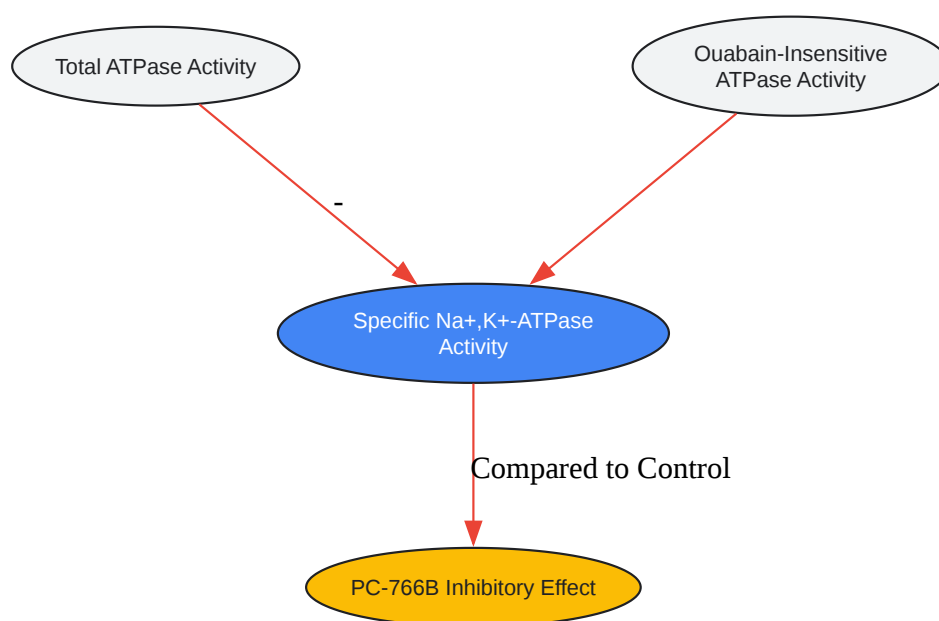 Total ATPase Activity
Ouabain-Insensitive
ATPase Activity
-
Specific Na+,K+-ATPase
Activity
Compared to Control
PC-766B Inhibitory Effect